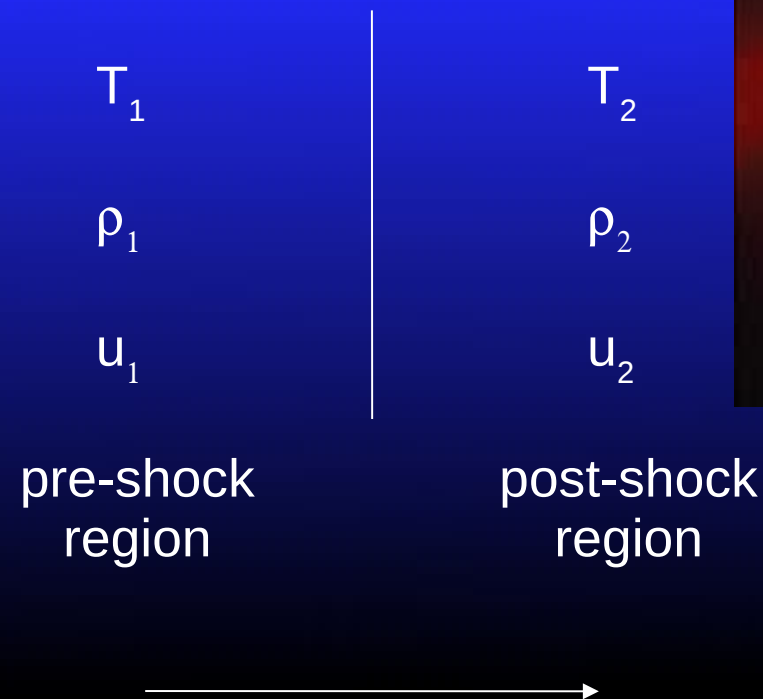 T₁ T₂
ρ₁ ρ₂
u₁ u₂
pre-shock post-shock
region region